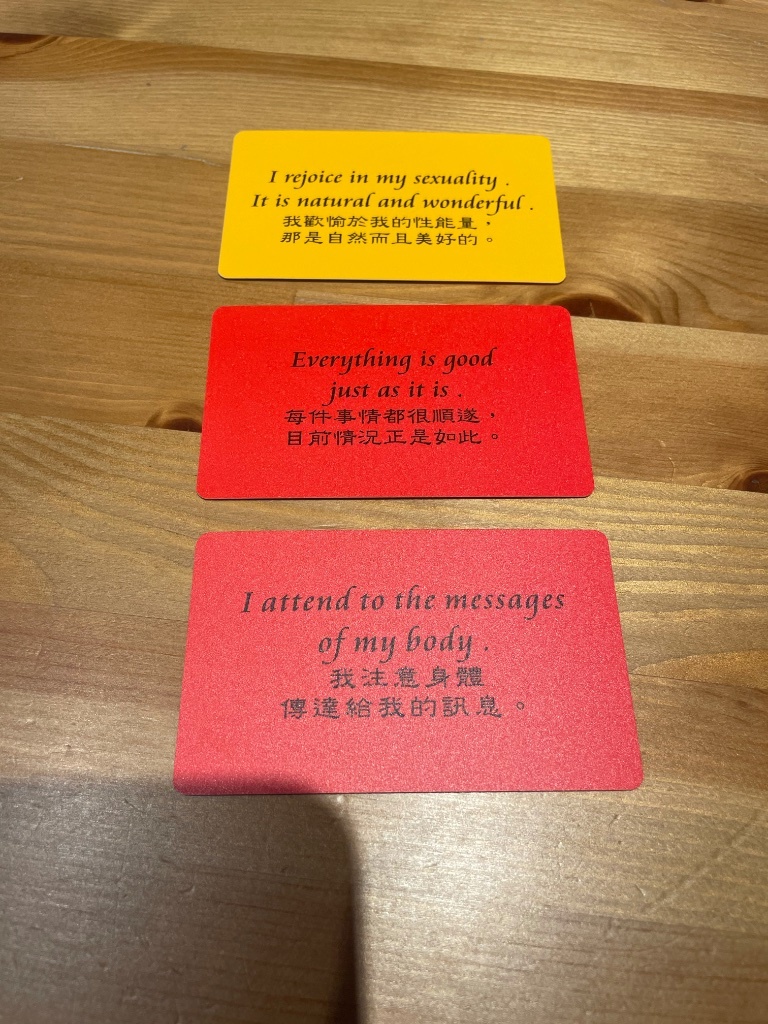 I rejoice in my sexuality .
It is natural and wonderful .
我歡愉於我的性能量，
那是自然而且美好的。
Everything is good
just as it is .
每件事情都很順遂，
目前情況正是如此。
I attend to the messages
of my body .
我注意身體
傳達給我的訊息。